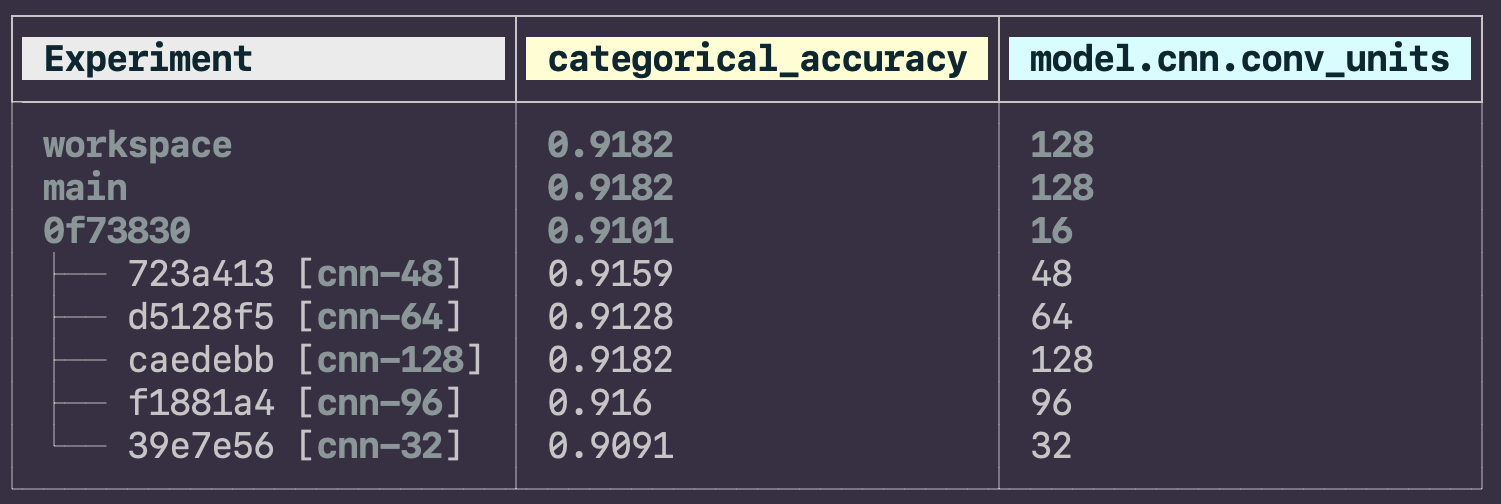 Experiment categorical_accuracy model.cnn.conv_units
workspace 0.9182 128
main 0.9182 128
0f73830 0.9101 16
723a413 [cnn-48] 0.9159 48
d5128f5 [cnn-64] 0.9128 64
caedebb [cnn-128] 0.9182 128
f1881a4 [cnn-96] 0.916 96
39e7e56 [cnn-32] 0.9091 32